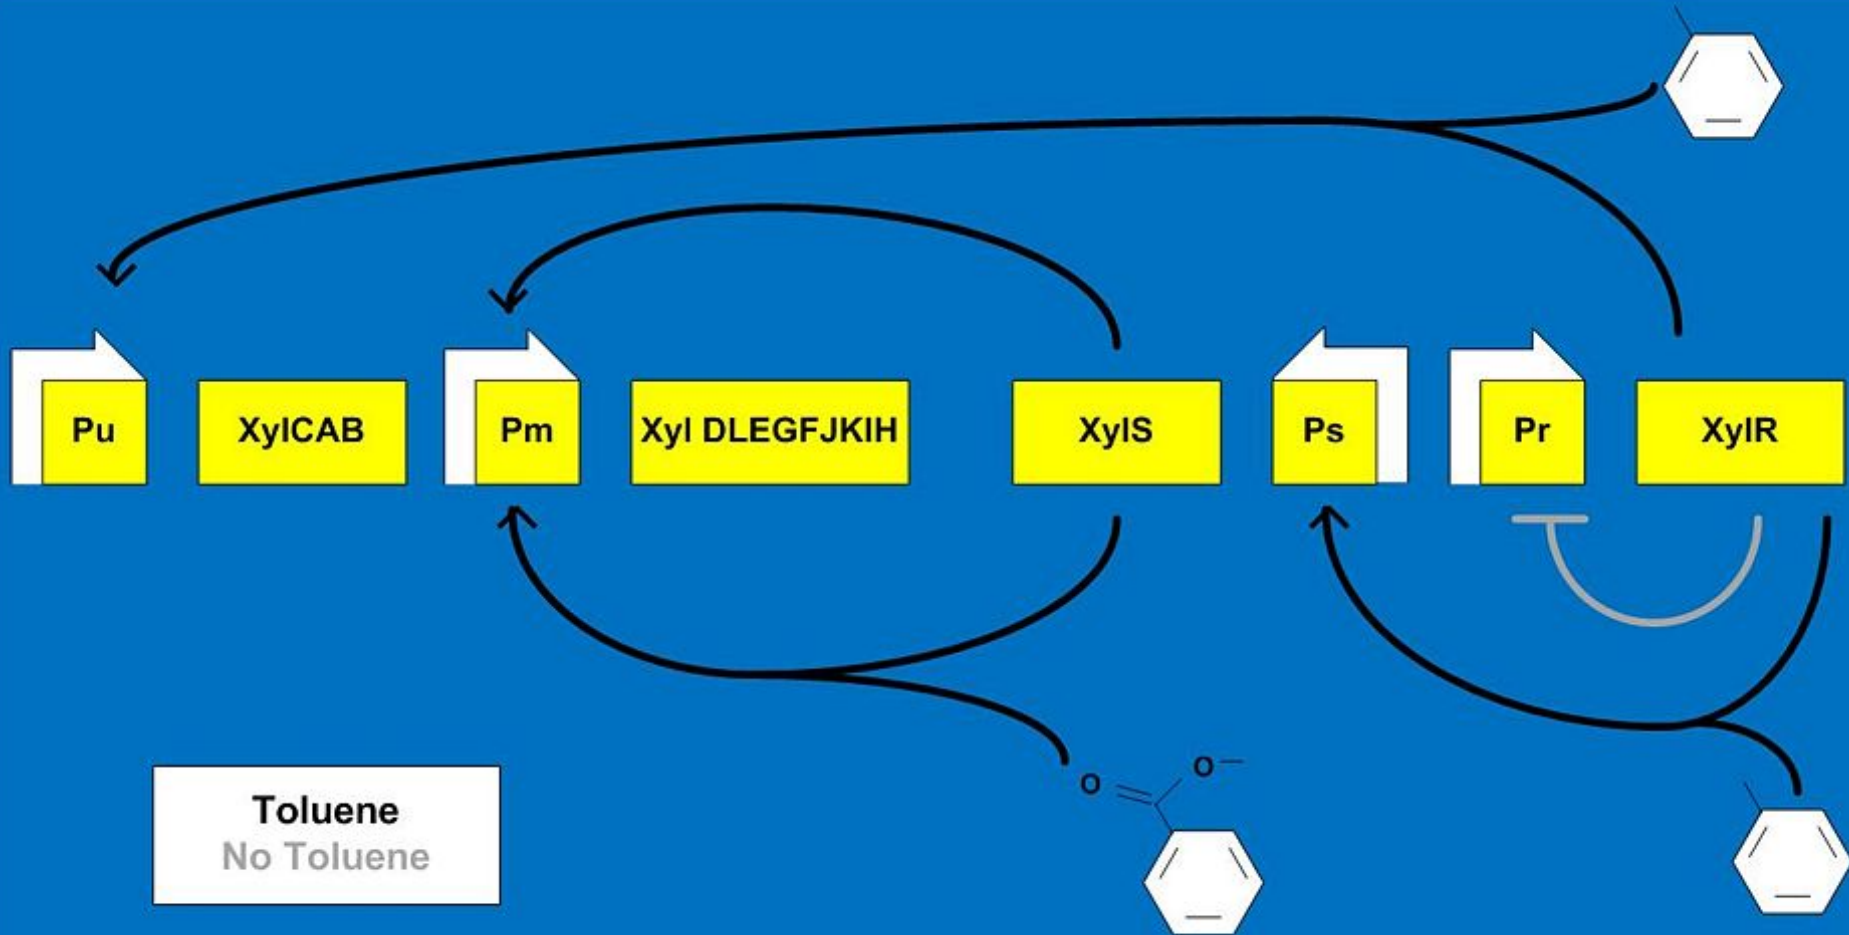 Pu
XylCAB
Pm
Xyl DLEGFJKIH
XylS
Ps
Pr
XylR
O
O
Toluene
No Toluene